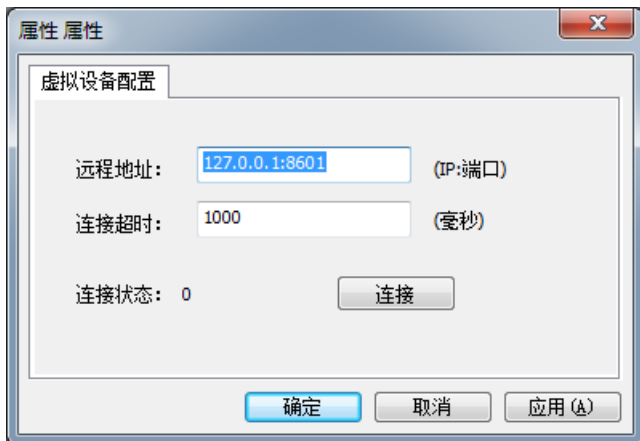 属性 属性
虚拟设备配置
远程地址： 127.0.0.1:8601 (IP:端口)
连接超时： 1000 (毫秒)
连接状态： 0 连接
确定 取消 应用(A)